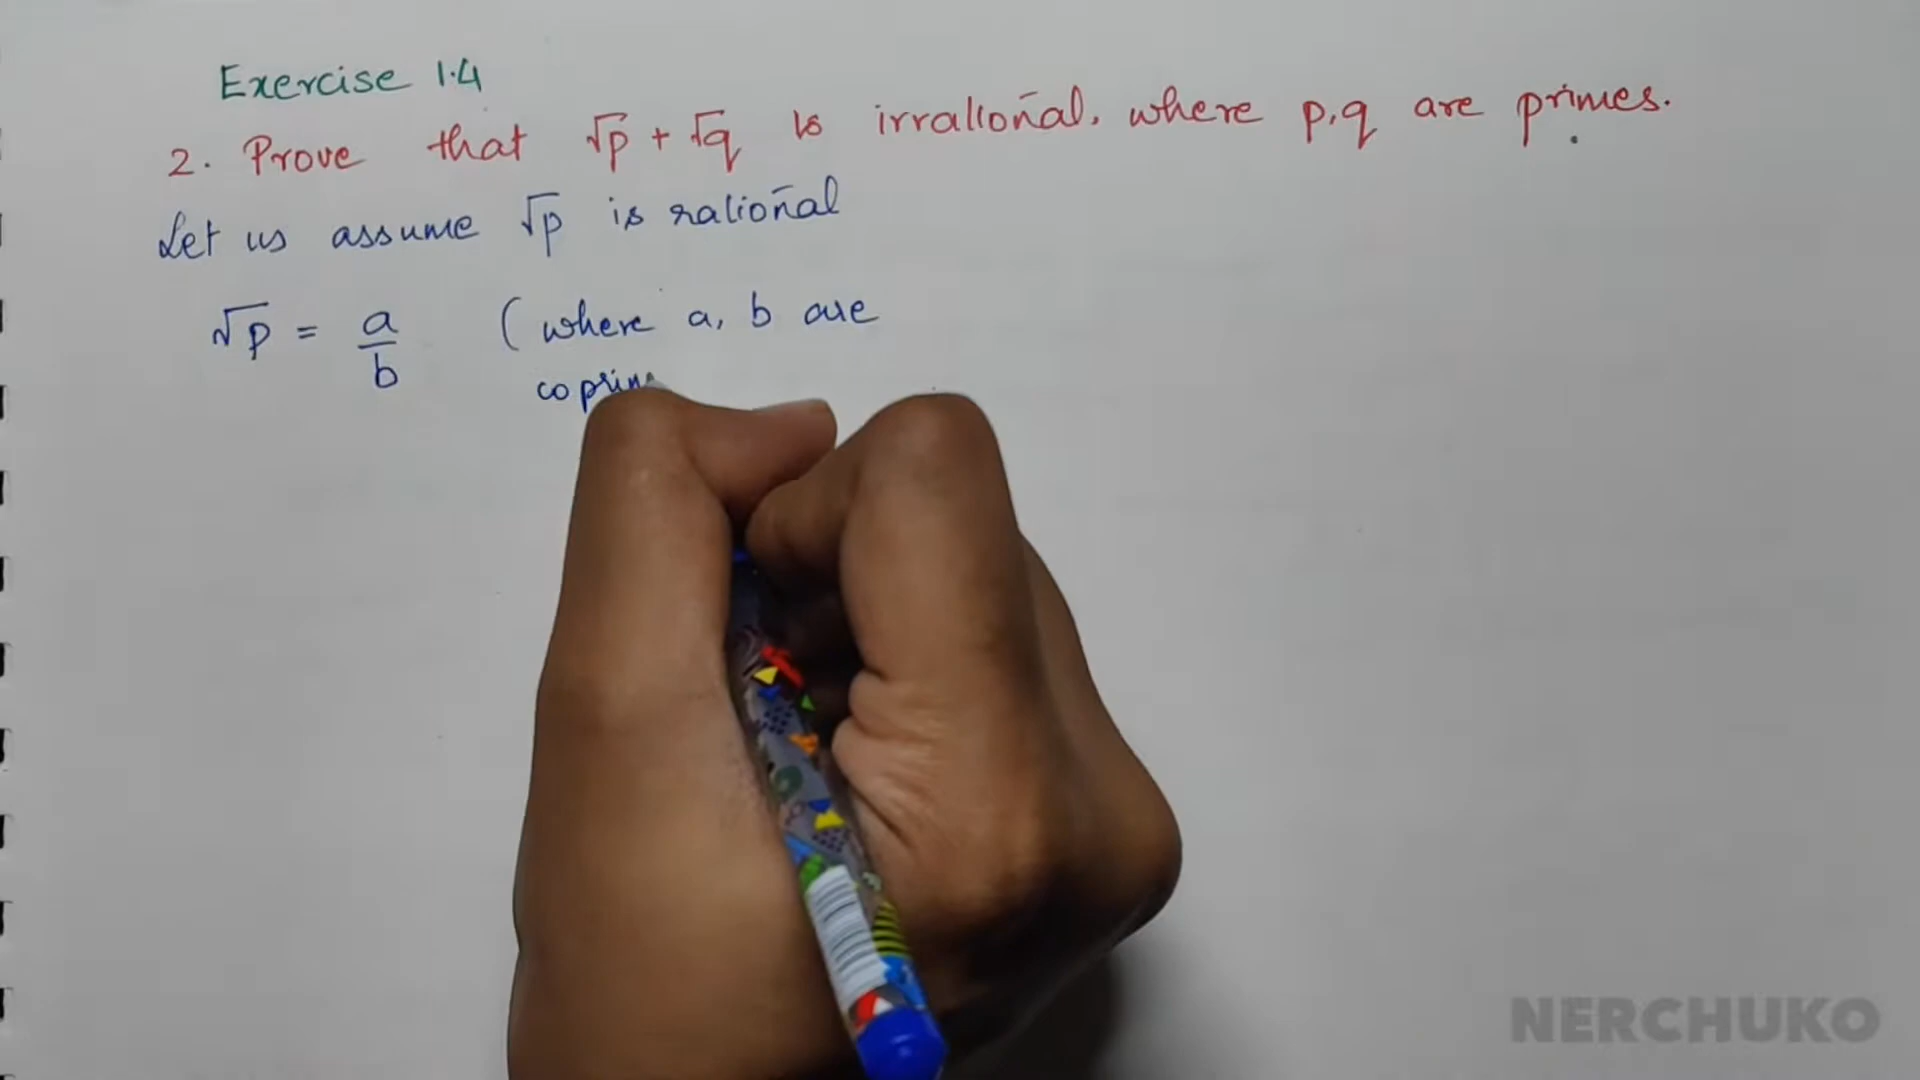 Exercise 1.4
2. Prove that √p + √q is irrational, where p,q are primes.
Let us assume √p is rational
√p = a/b (where a, b are
coprim
NERCHUKO